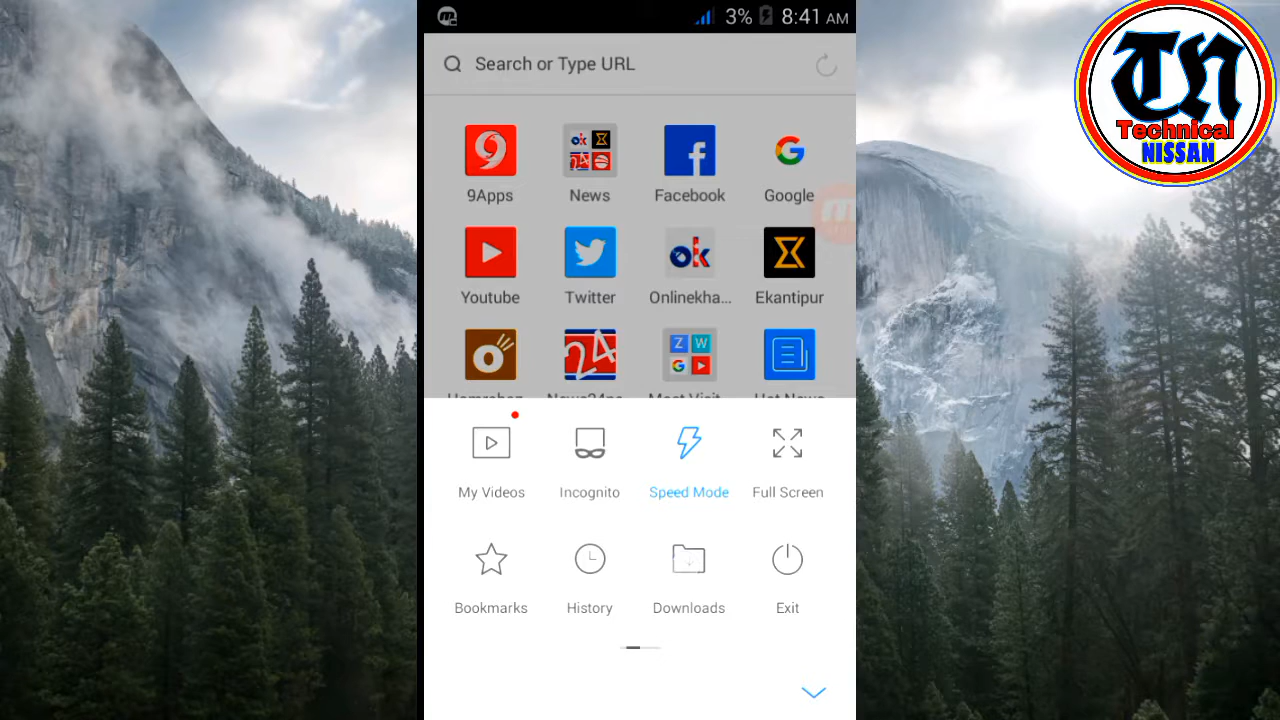 3% 8:41 AM
Search or Type URL
TN
Technical
NISSAN
9Apps News Facebook Google
Youtube Twitter Onlinekha... Ekantipur
My Videos Incognito Speed Mode Full Screen
Bookmarks History Downloads Exit